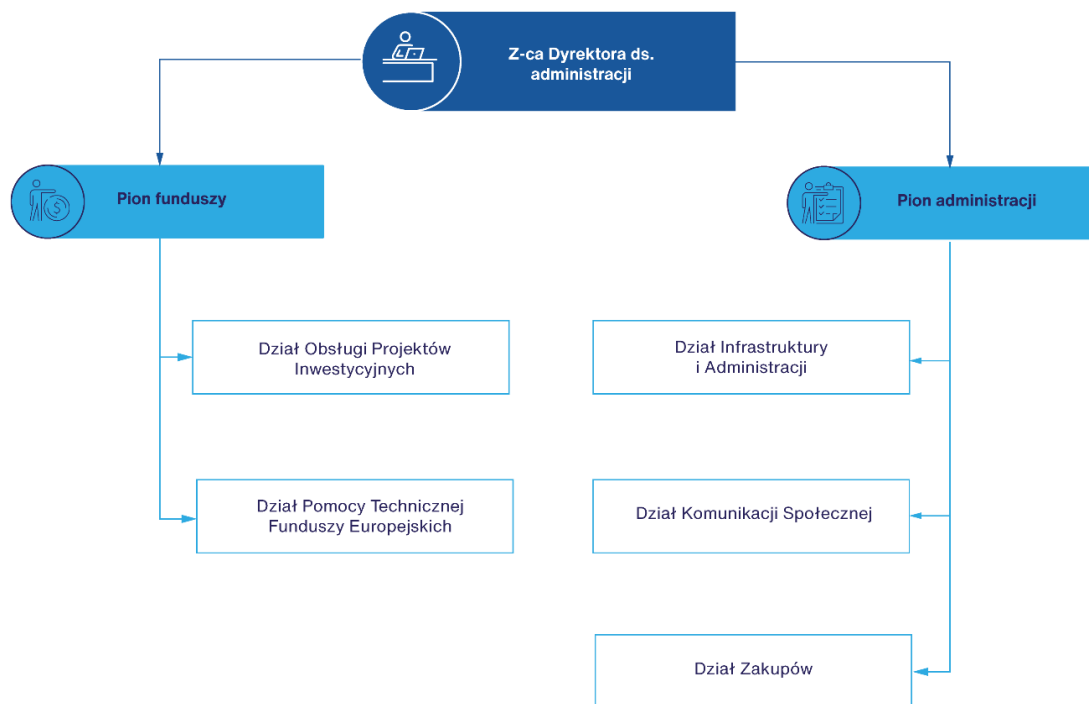 Z-ca Dyrektora ds.
administracji
Pion funduszy
Pion administracji
Dział Obsługi Projektów
Inwestycyjnych
Dział Infrastruktury
i Administracji
Dział Pomocy Technicznej
Funduszy Europejskich
Dział Komunikacji Społecznej
Dział Zakupów